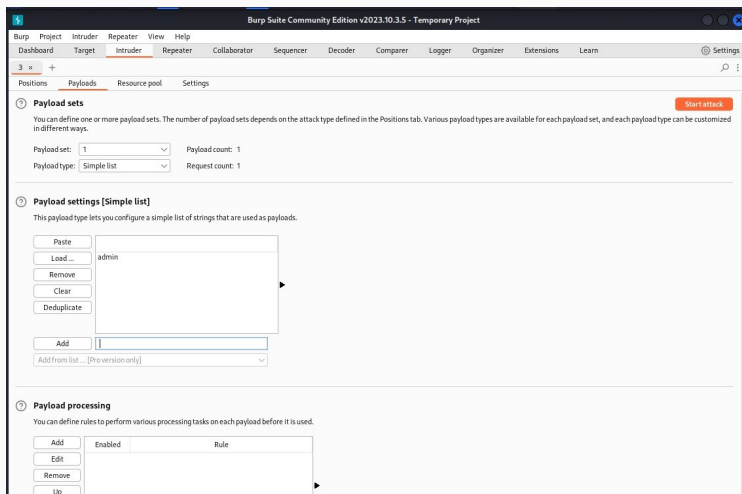 Burp Suite Community Edition v2023.10.3.5 - Temporary Project
Burp Project Intruder Repeater View Help
Dashboard Target Intruder Repeater Collaborator Sequencer Decoder Comparer Logger Organizer Extensions Learn Settings
3 × +
Positions Payloads Resource pool Settings
? Payload sets Start attack
You can define one or more payload sets. The number of payload sets depends on the attack type defined in the Positions tab. Various payload types are available for each payload set, and each payload type can be customized
in different ways.
Payload set: 1 Payload count: 1
Payload type: Simple list Request count: 1
? Payload settings [Simple list]
This payload type lets you configure a simple list of strings that are used as payloads.
Paste
Load ... admin
Remove
Clear
Deduplicate
Add
Add from list ... [Pro version only]
? Payload processing
You can define rules to perform various processing tasks on each payload before it is used.
Add Enabled Rule
Edit
Remove
Up